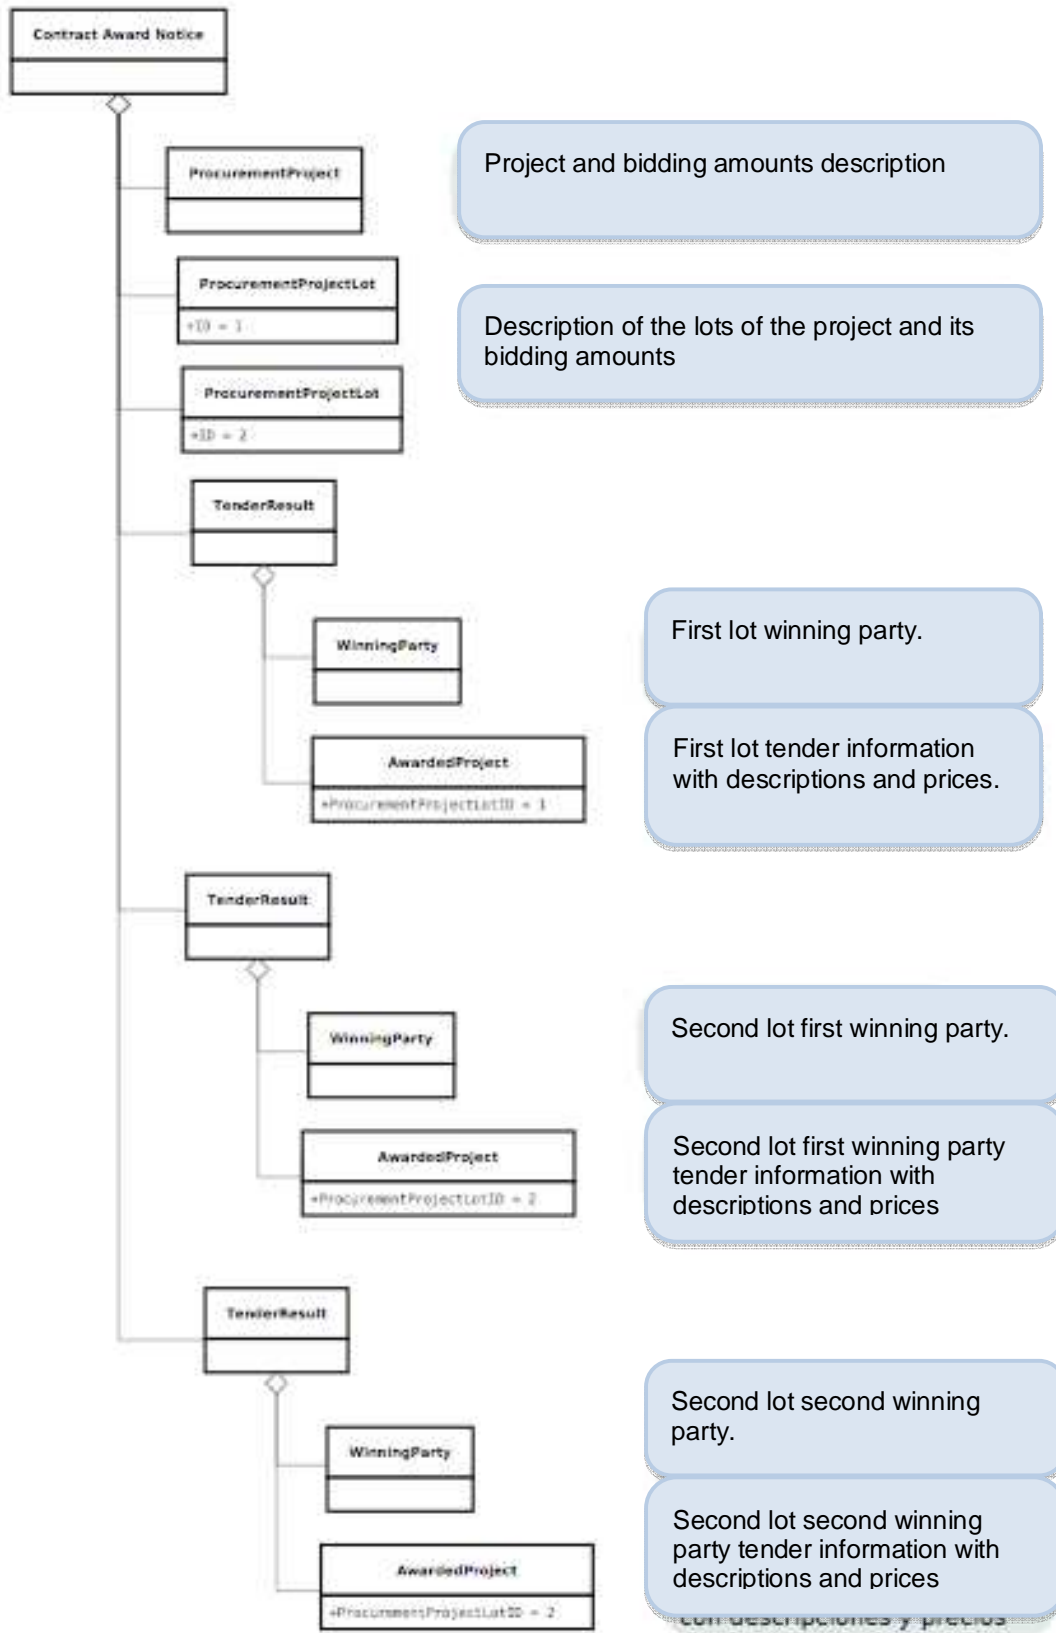 Contract Award Notice
ProcurementProject
Project and bidding amounts description
ProcurementProjectLot
+ID = 1
Description of the lots of the project and its
bidding amounts
ProcurementProjectLot
+ID = 2
TenderResult
WinningParty
First lot winning party.
AwardedProject
+ProcurementProjectLotID = 1
First lot tender information
with descriptions and prices.
TenderResult
WinningParty
Second lot first winning party.
AwardedProject
+ProcurementProjectLotID = 2
Second lot first winning party
tender information with
descriptions and prices
TenderResult
WinningParty
Second lot second winning
party.
AwardedProject
+ProcurementProjectLotID = 2
Second lot second winning
party tender information with
descriptions and prices
con descripciones y precios